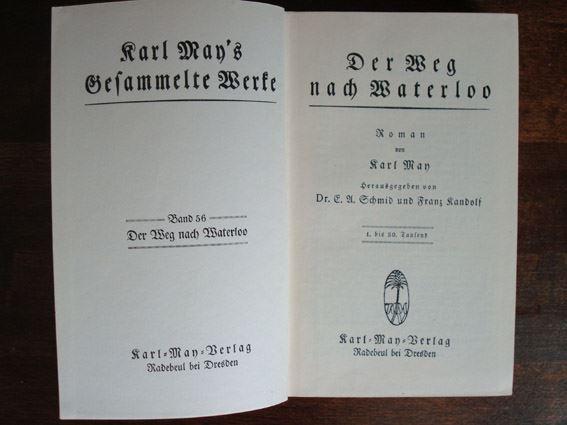 Karl May's
Gesammelte Werke
Band 56
Der Weg nach Waterloo
Karl-May-Verlag
Radebeul bei Dresden
Der Weg
nach Waterloo
Roman
von
Karl May
Herausgegeben von
Dr. E. A. Schmid und Franz Kandolf
1. bis 20. Tausend
Karl-May-Verlag
Radebeul bei Dresden